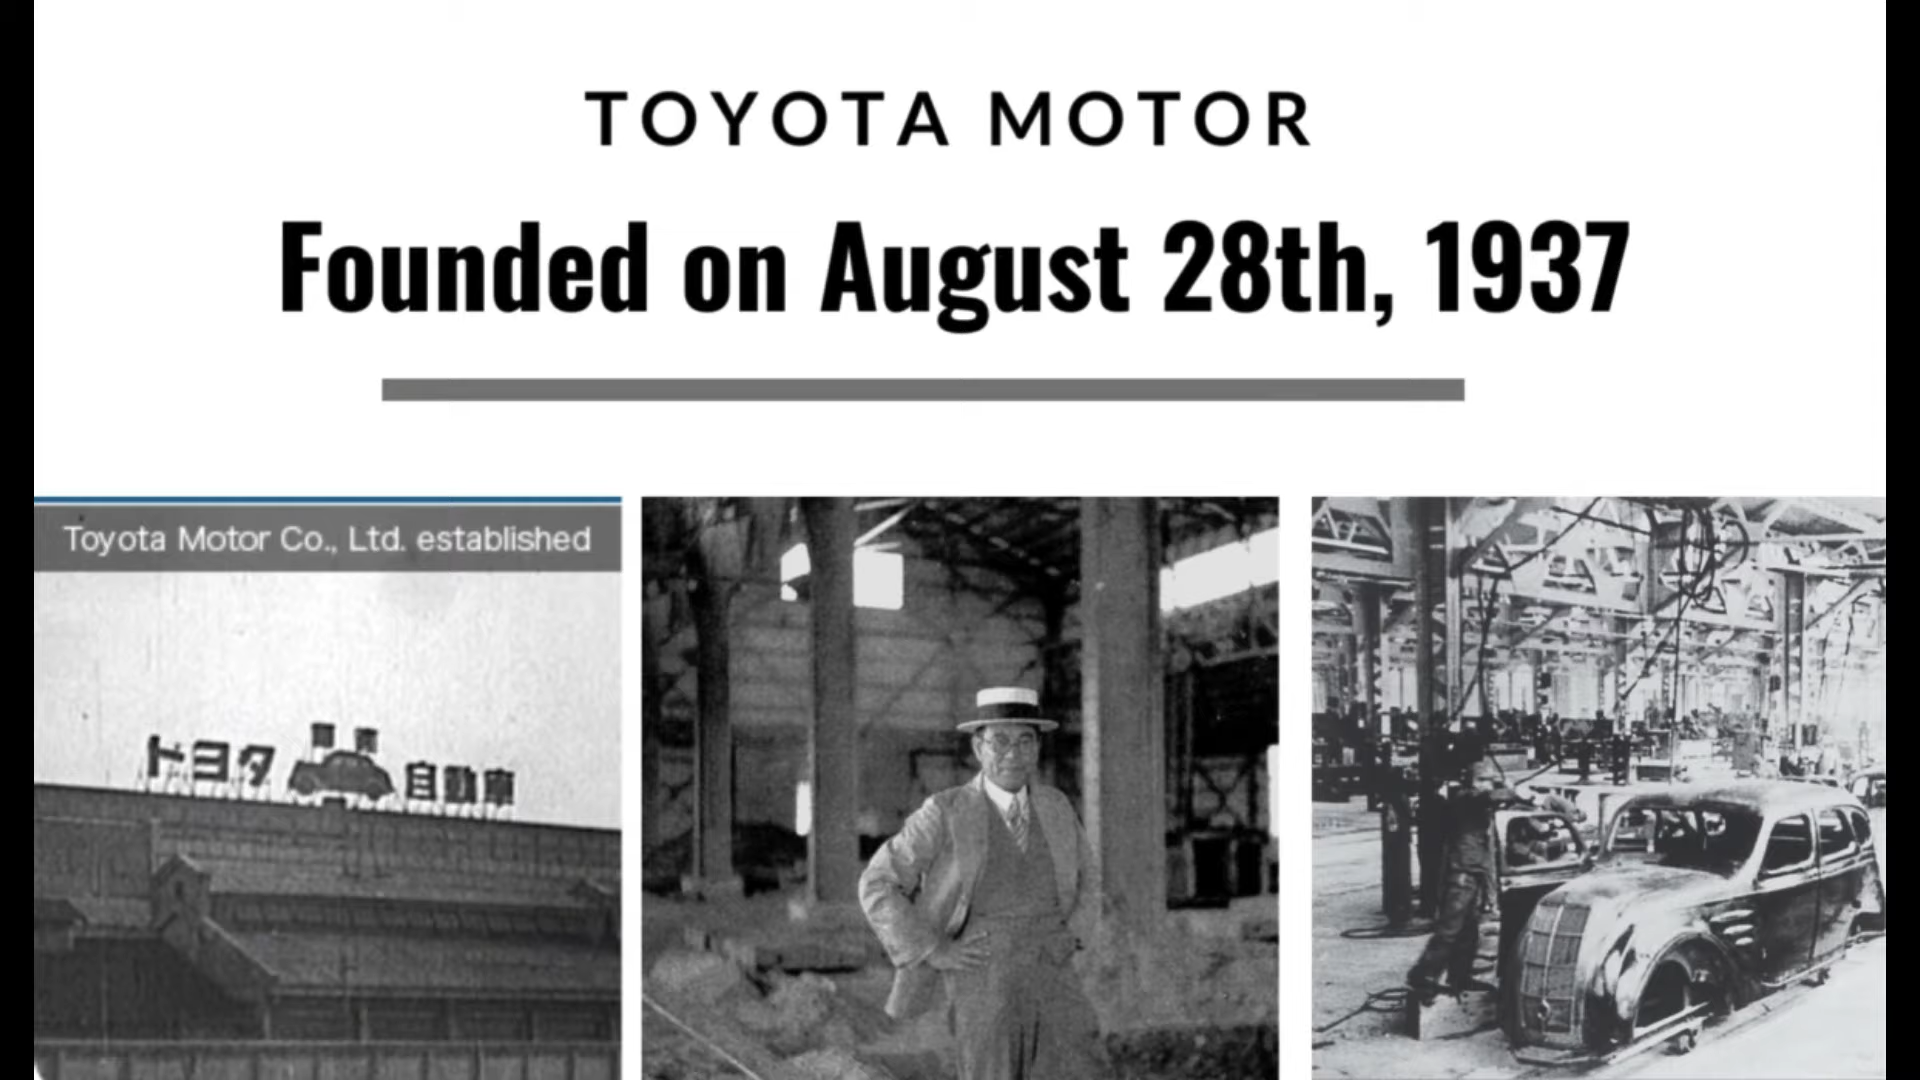 TOYOTA MOTOR
Founded on August 28th, 1937
Toyota Motor Co., Ltd. established
トヨタ 自動車